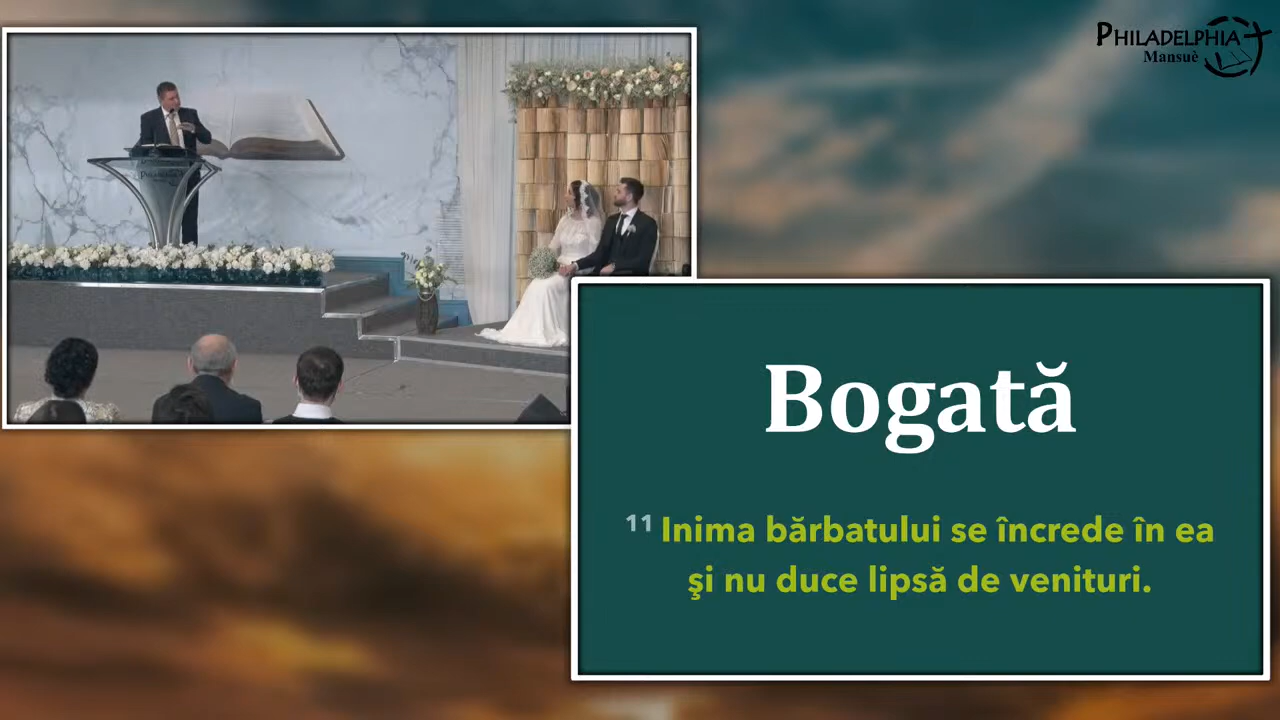 PHILADELPHIA
Mansuè
Bogată
11 Inima bărbatului se încrede în ea
şi nu duce lipsă de venituri.